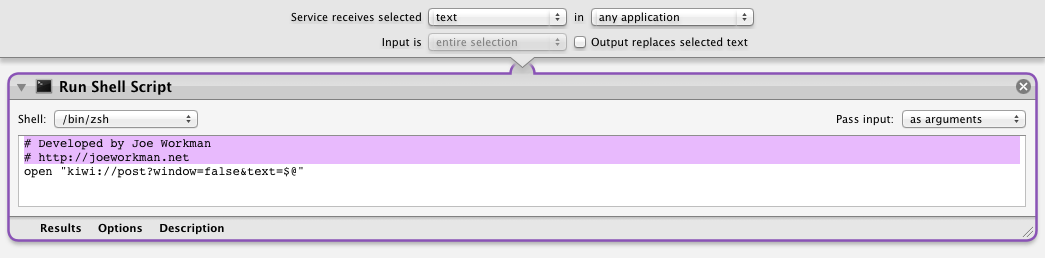 Service receives selected text in any application
Input is entire selection Output replaces selected text
Run Shell Script
Shell: /bin/zsh Pass input: as arguments
# Developed by Joe Workman
# http://joeworkman.net
open "kiwi://post?window=false&text=$@"
Results Options Description